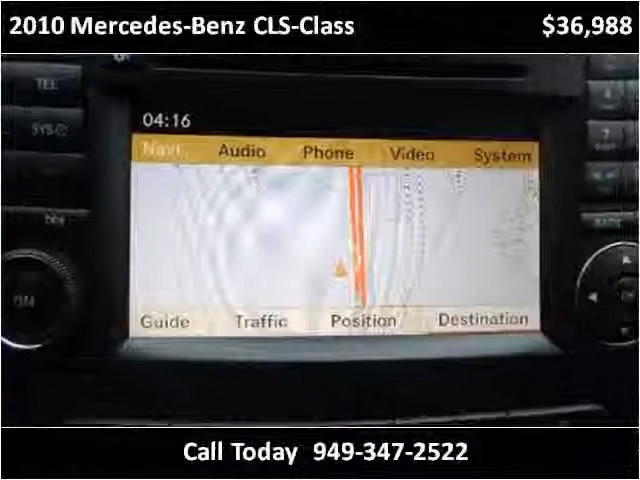 2010 Mercedes-Benz CLS-Class $36,988
TEL
04:16
SYS
Navi Audio Phone Video System
Guide Traffic Position Destination
ON
Call Today 949-347-2522